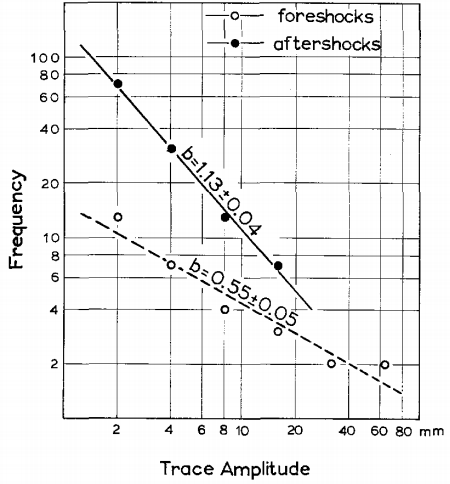 foreshocks
aftershocks
100
80
60
40
20
10
8
6
4
2
Frequency
b=1.13±0.04
b=0.55±0.05
2 4 6 8 10 20 40 60 80 mm
Trace Amplitude